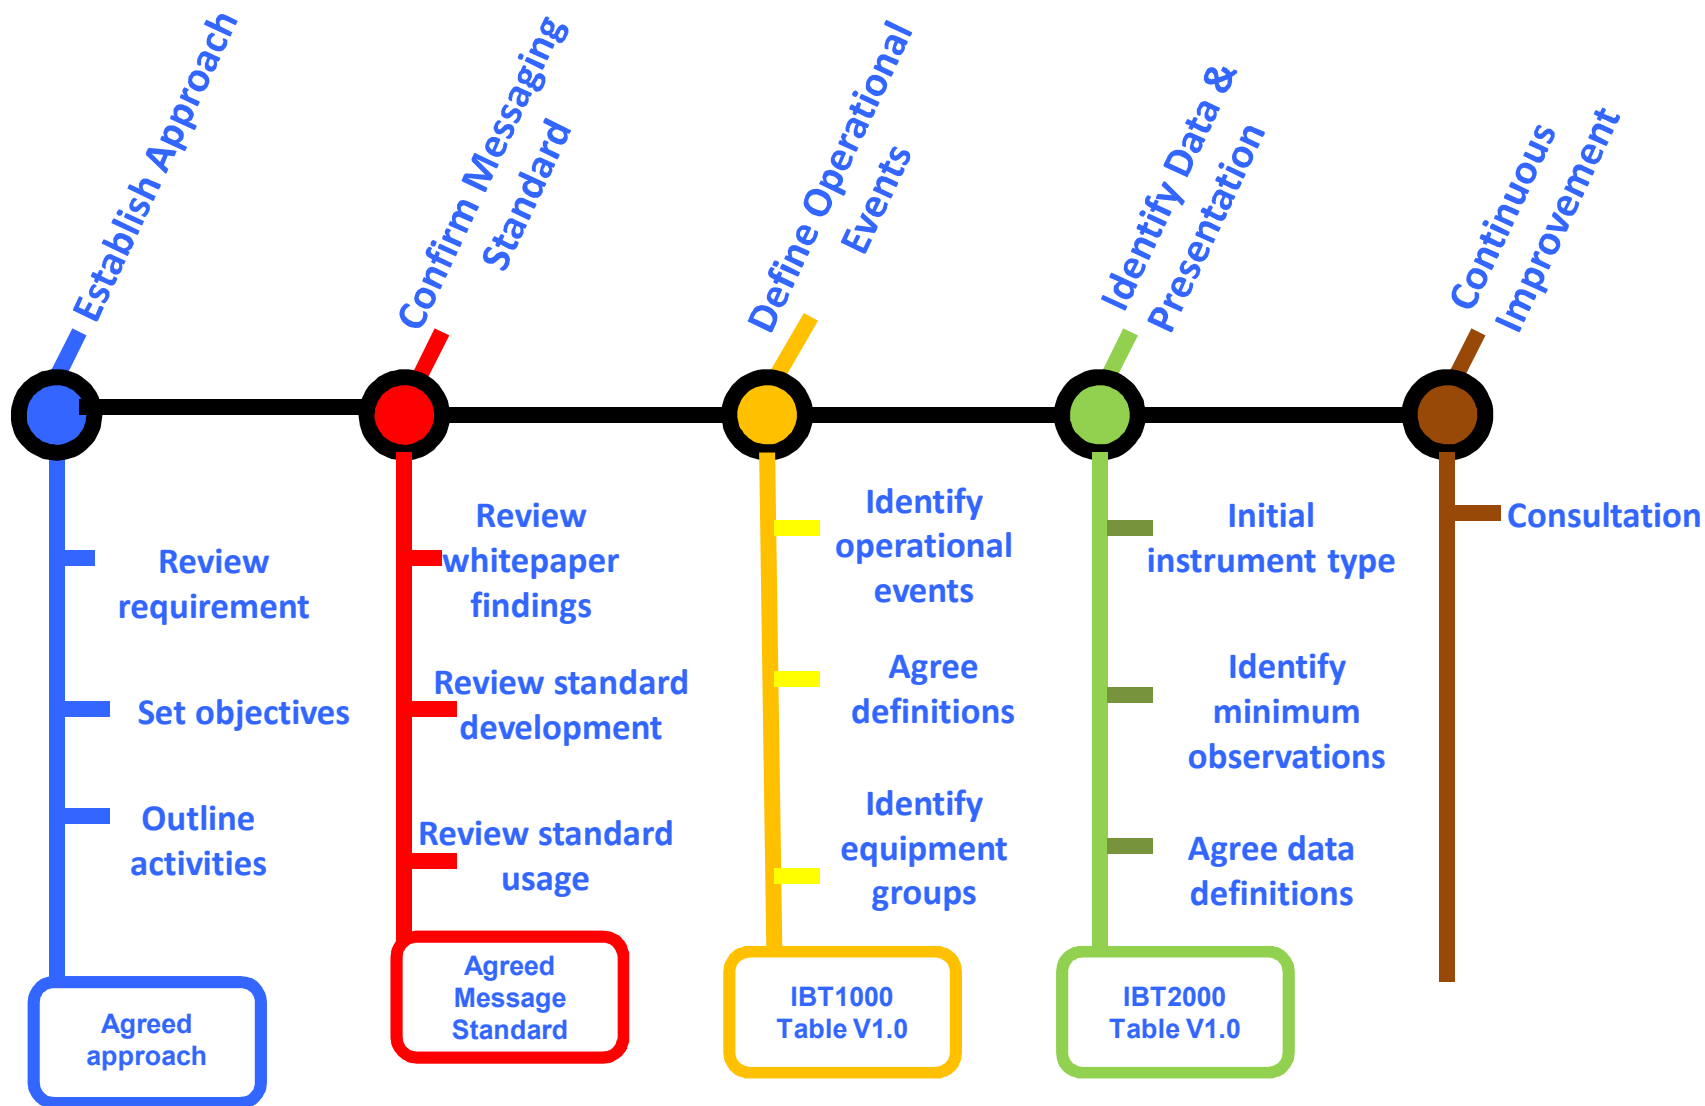 Establish Approach
Confirm Messaging
Standard
Define Operational
Events
Identify Data &
Presentation
Continuous
Improvement
Review
requirement
Set objectives
Outline
activities
Agreed
approach
Review
whitepaper
findings
Review standard
development
Review standard
usage
Agreed
Message
Standard
Identify
operational
events
Agree
definitions
Identify
equipment
groups
IBT1000
Table V1.0
Initial
instrument type
Identify
minimum
observations
Agree data
definitions
IBT2000
Table V1.0
Consultation